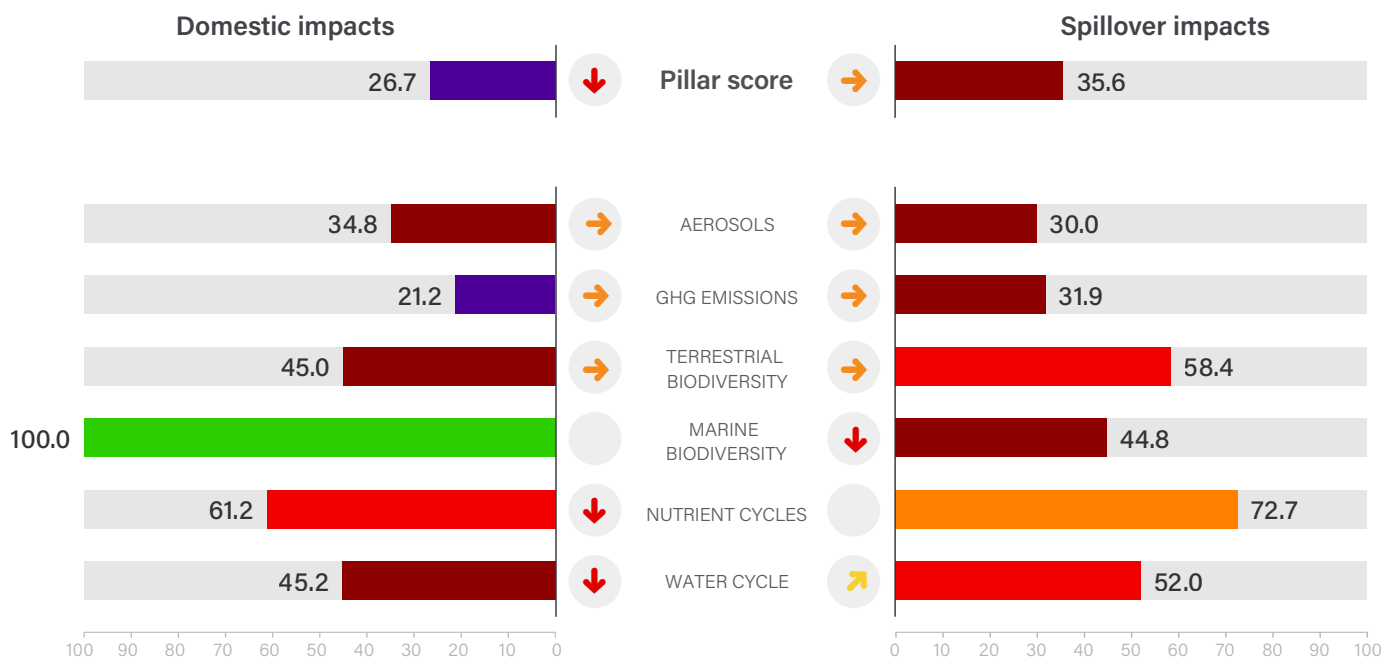 Domestic impacts
Spillover impacts
26.7
Pillar score
35.6
34.8
AEROSOLS
30.0
21.2
GHG EMISSIONS
31.9
45.0
TERRESTRIAL
BIODIVERSITY
58.4
100.0
MARINE
BIODIVERSITY
44.8
61.2
NUTRIENT CYCLES
72.7
45.2
WATER CYCLE
52.0
100 90 80 70 60 50 40 30 20 10 0
0 10 20 30 40 50 60 70 80 90 100